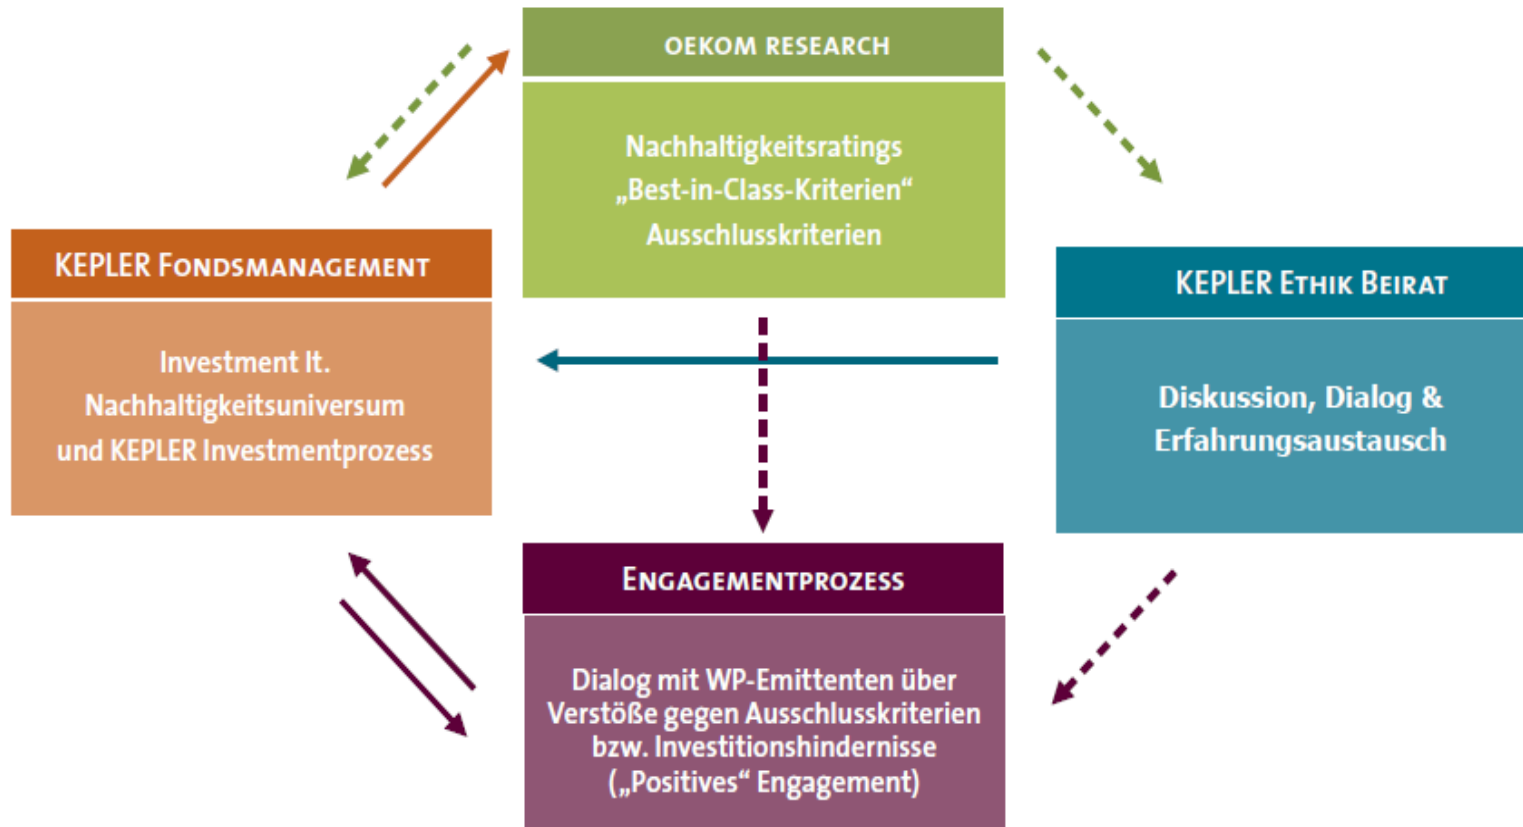 OEKOM RESEARCH
Nachhaltigkeitsratings
„Best-in-Class-Kriterien“
Ausschlusskriterien
KEPLER FONDSMANAGEMENT
Investment lt.
Nachhaltigkeitsuniversum
und KEPLER Investmentprozess
KEPLER ETHIK BEIRAT
Diskussion, Dialog &
Erfahrungsaustausch
ENGAGEMENTPROZESS
Dialog mit WP-Emittenten über
Verstöße gegen Ausschlusskriterien
bzw. Investitionshindernisse
(„Positives“ Engagement)